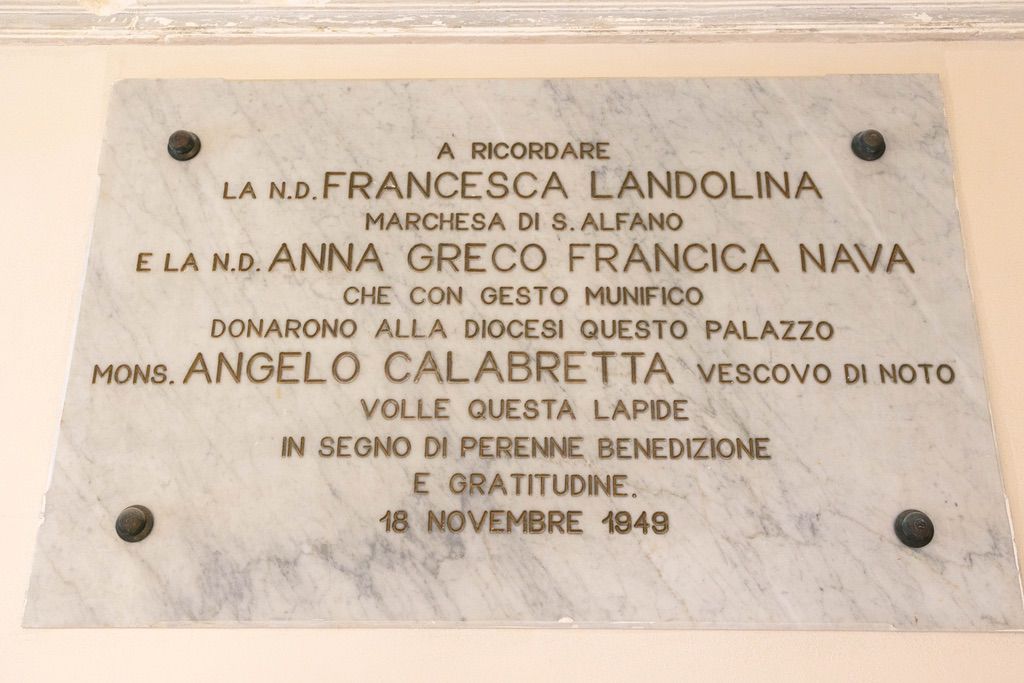 A RICORDARE
LA N.D. FRANCESCA LANDOLINA
MARCHESA DI S. ALFANO
E LA N.D. ANNA GRECO FRANCICA NAVA
CHE CON GESTO MUNIFICO
DONARONO ALLA DIOCESI QUESTO PALAZZO
MONS. ANGELO CALABRETTA VESCOVO DI NOTO
VOLLE QUESTA LAPIDE
IN SEGNO DI PERENNE BENEDIZIONE
E GRATITUDINE.
18 NOVEMBRE 1949